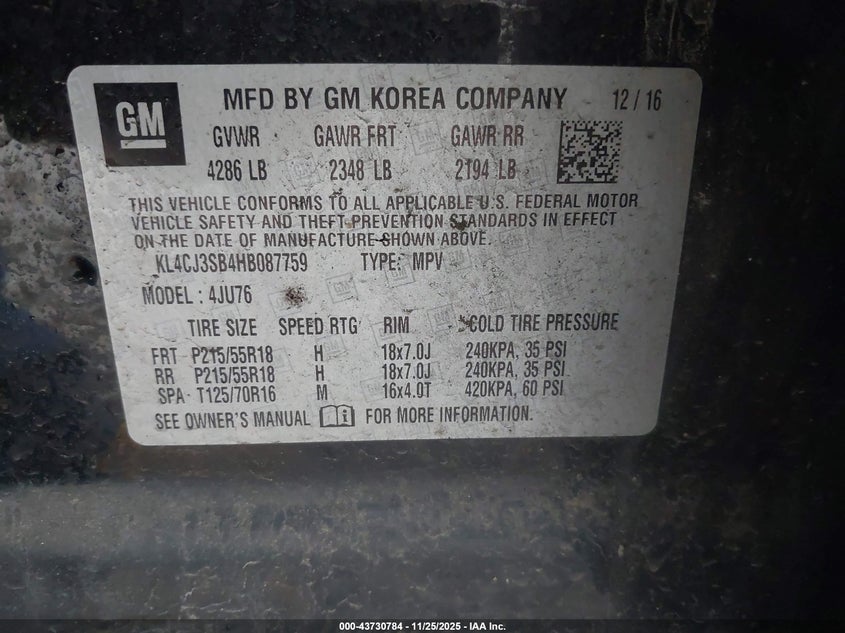 GM MFD BY GM KOREA COMPANY 12 / 16
GVWR GAWR FRT GAWR RR
4286 LB 2348 LB 2194 LB
THIS VEHICLE CONFORMS TO ALL APPLICABLE U.S. FEDERAL MOTOR
VEHICLE SAFETY AND THEFT PREVENTION STANDARDS IN EFFECT
ON THE DATE OF MANUFACTURE SHOWN ABOVE.
KL4CJ3SB4HB087759 TYPE: MPV
MODEL : 4JU76
TIRE SIZE SPEED RTG RIM COLD TIRE PRESSURE
FRT P215/55R18 H 18x7.0J 240KPA, 35 PSI
RR P215/55R18 H 18x7.0J 240KPA, 35 PSI
SPA T125/70R16 M 16x4.0T 420KPA, 60 PSI
SEE OWNER'S MANUAL FOR MORE INFORMATION.
000-43730784 - 11/25/2025 - IAA Inc.